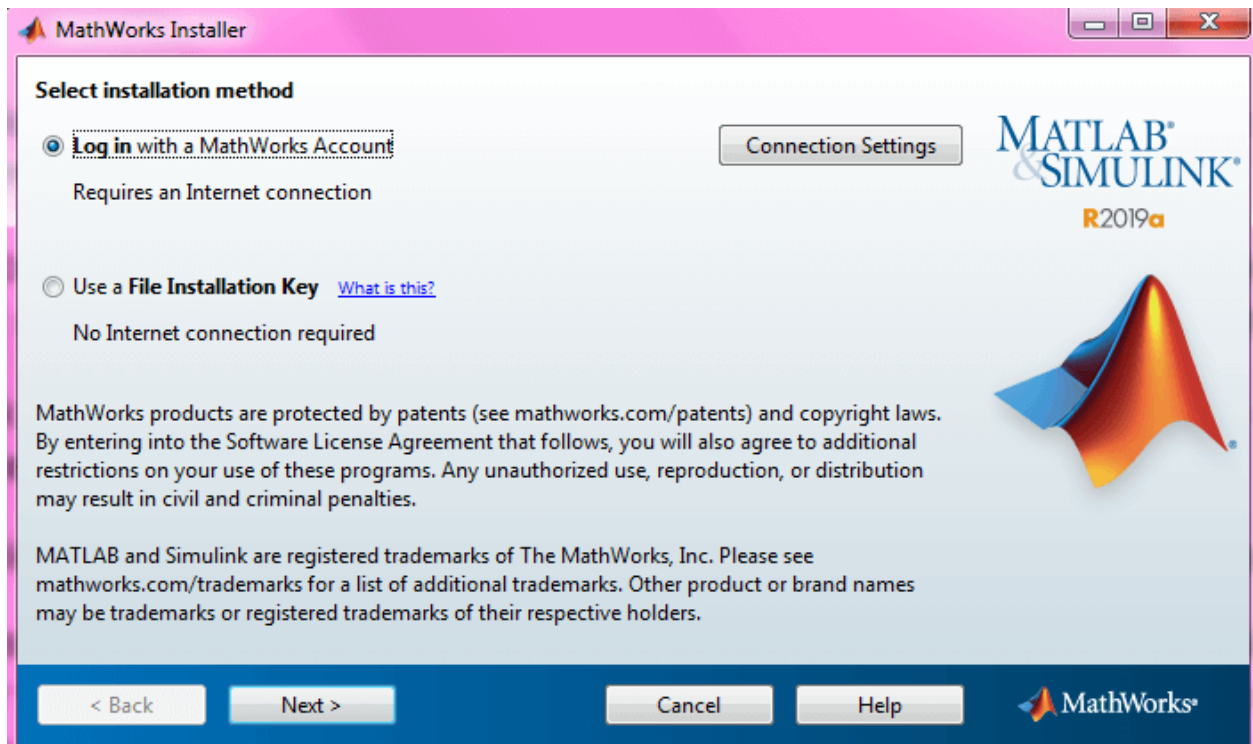 MathWorks Installer
Select installation method
Log in with a MathWorks Account
Connection Settings
Requires an Internet connection
Use a File Installation Key What is this?
No Internet connection required
MathWorks products are protected by patents (see mathworks.com/patents) and copyright laws.
By entering into the Software License Agreement that follows, you will also agree to additional
restrictions on your use of these programs. Any unauthorized use, reproduction, or distribution
may result in civil and criminal penalties.
MATLAB and Simulink are registered trademarks of The MathWorks, Inc. Please see
mathworks.com/trademarks for a list of additional trademarks. Other product or brand names
may be trademarks or registered trademarks of their respective holders.
MATLAB®
&SIMULINK®
R2019a
®
< Back
Next >
Cancel
Help
MathWorks®